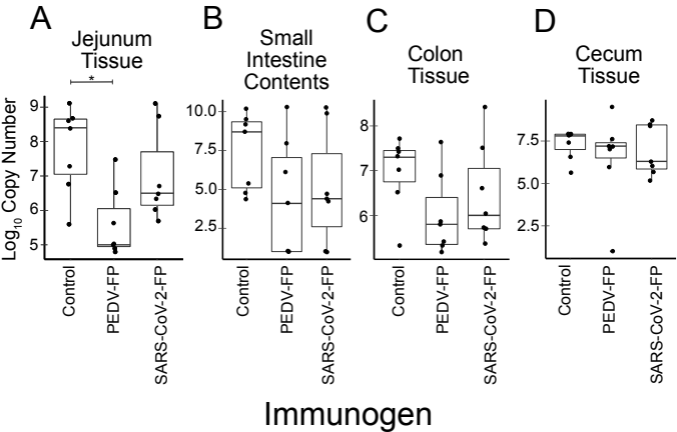 A
Jejunum
Tissue
*
B
Small
Intestine
Contents
C
Colon
Tissue
D
Cecum
Tissue
Log10 Copy Number
9
8
7
6
5
Control
PEDV-FP
SARS-CoV-2-FP
10.0
7.5
5.0
2.5
Control
PEDV-FP
SARS-CoV-2-FP
8
7
6
Control
PEDV-FP
SARS-CoV-2-FP
7.5
5.0
2.5
Control
PEDV-FP
SARS-CoV-2-FP
Immunogen